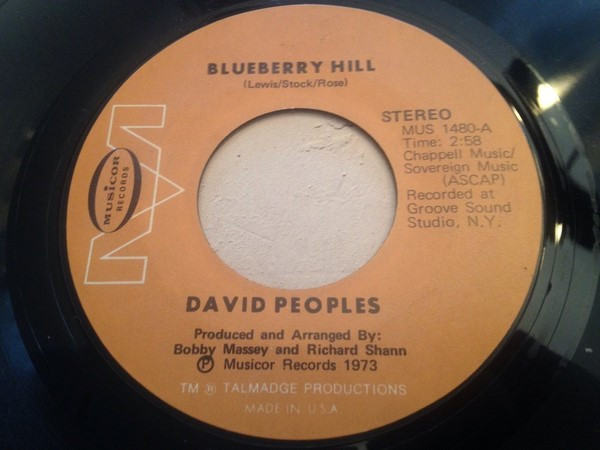 BLUEBERRY HILL
(Lewis/Stock/Rose)
STEREO
MUS 1480-A
Time: 2:58
Chappell Music/
Sovereign Music
(ASCAP)
Recorded at
Groove Sound
Studio, N.Y.
MUSICOR
RECORDS
DAVID PEOPLES
Produced and Arranged By:
Bobby Massey and Richard Shann
Ⓟ Musicor Records 1973
TM ® TALMADGE PRODUCTIONS
MADE IN U.S.A.